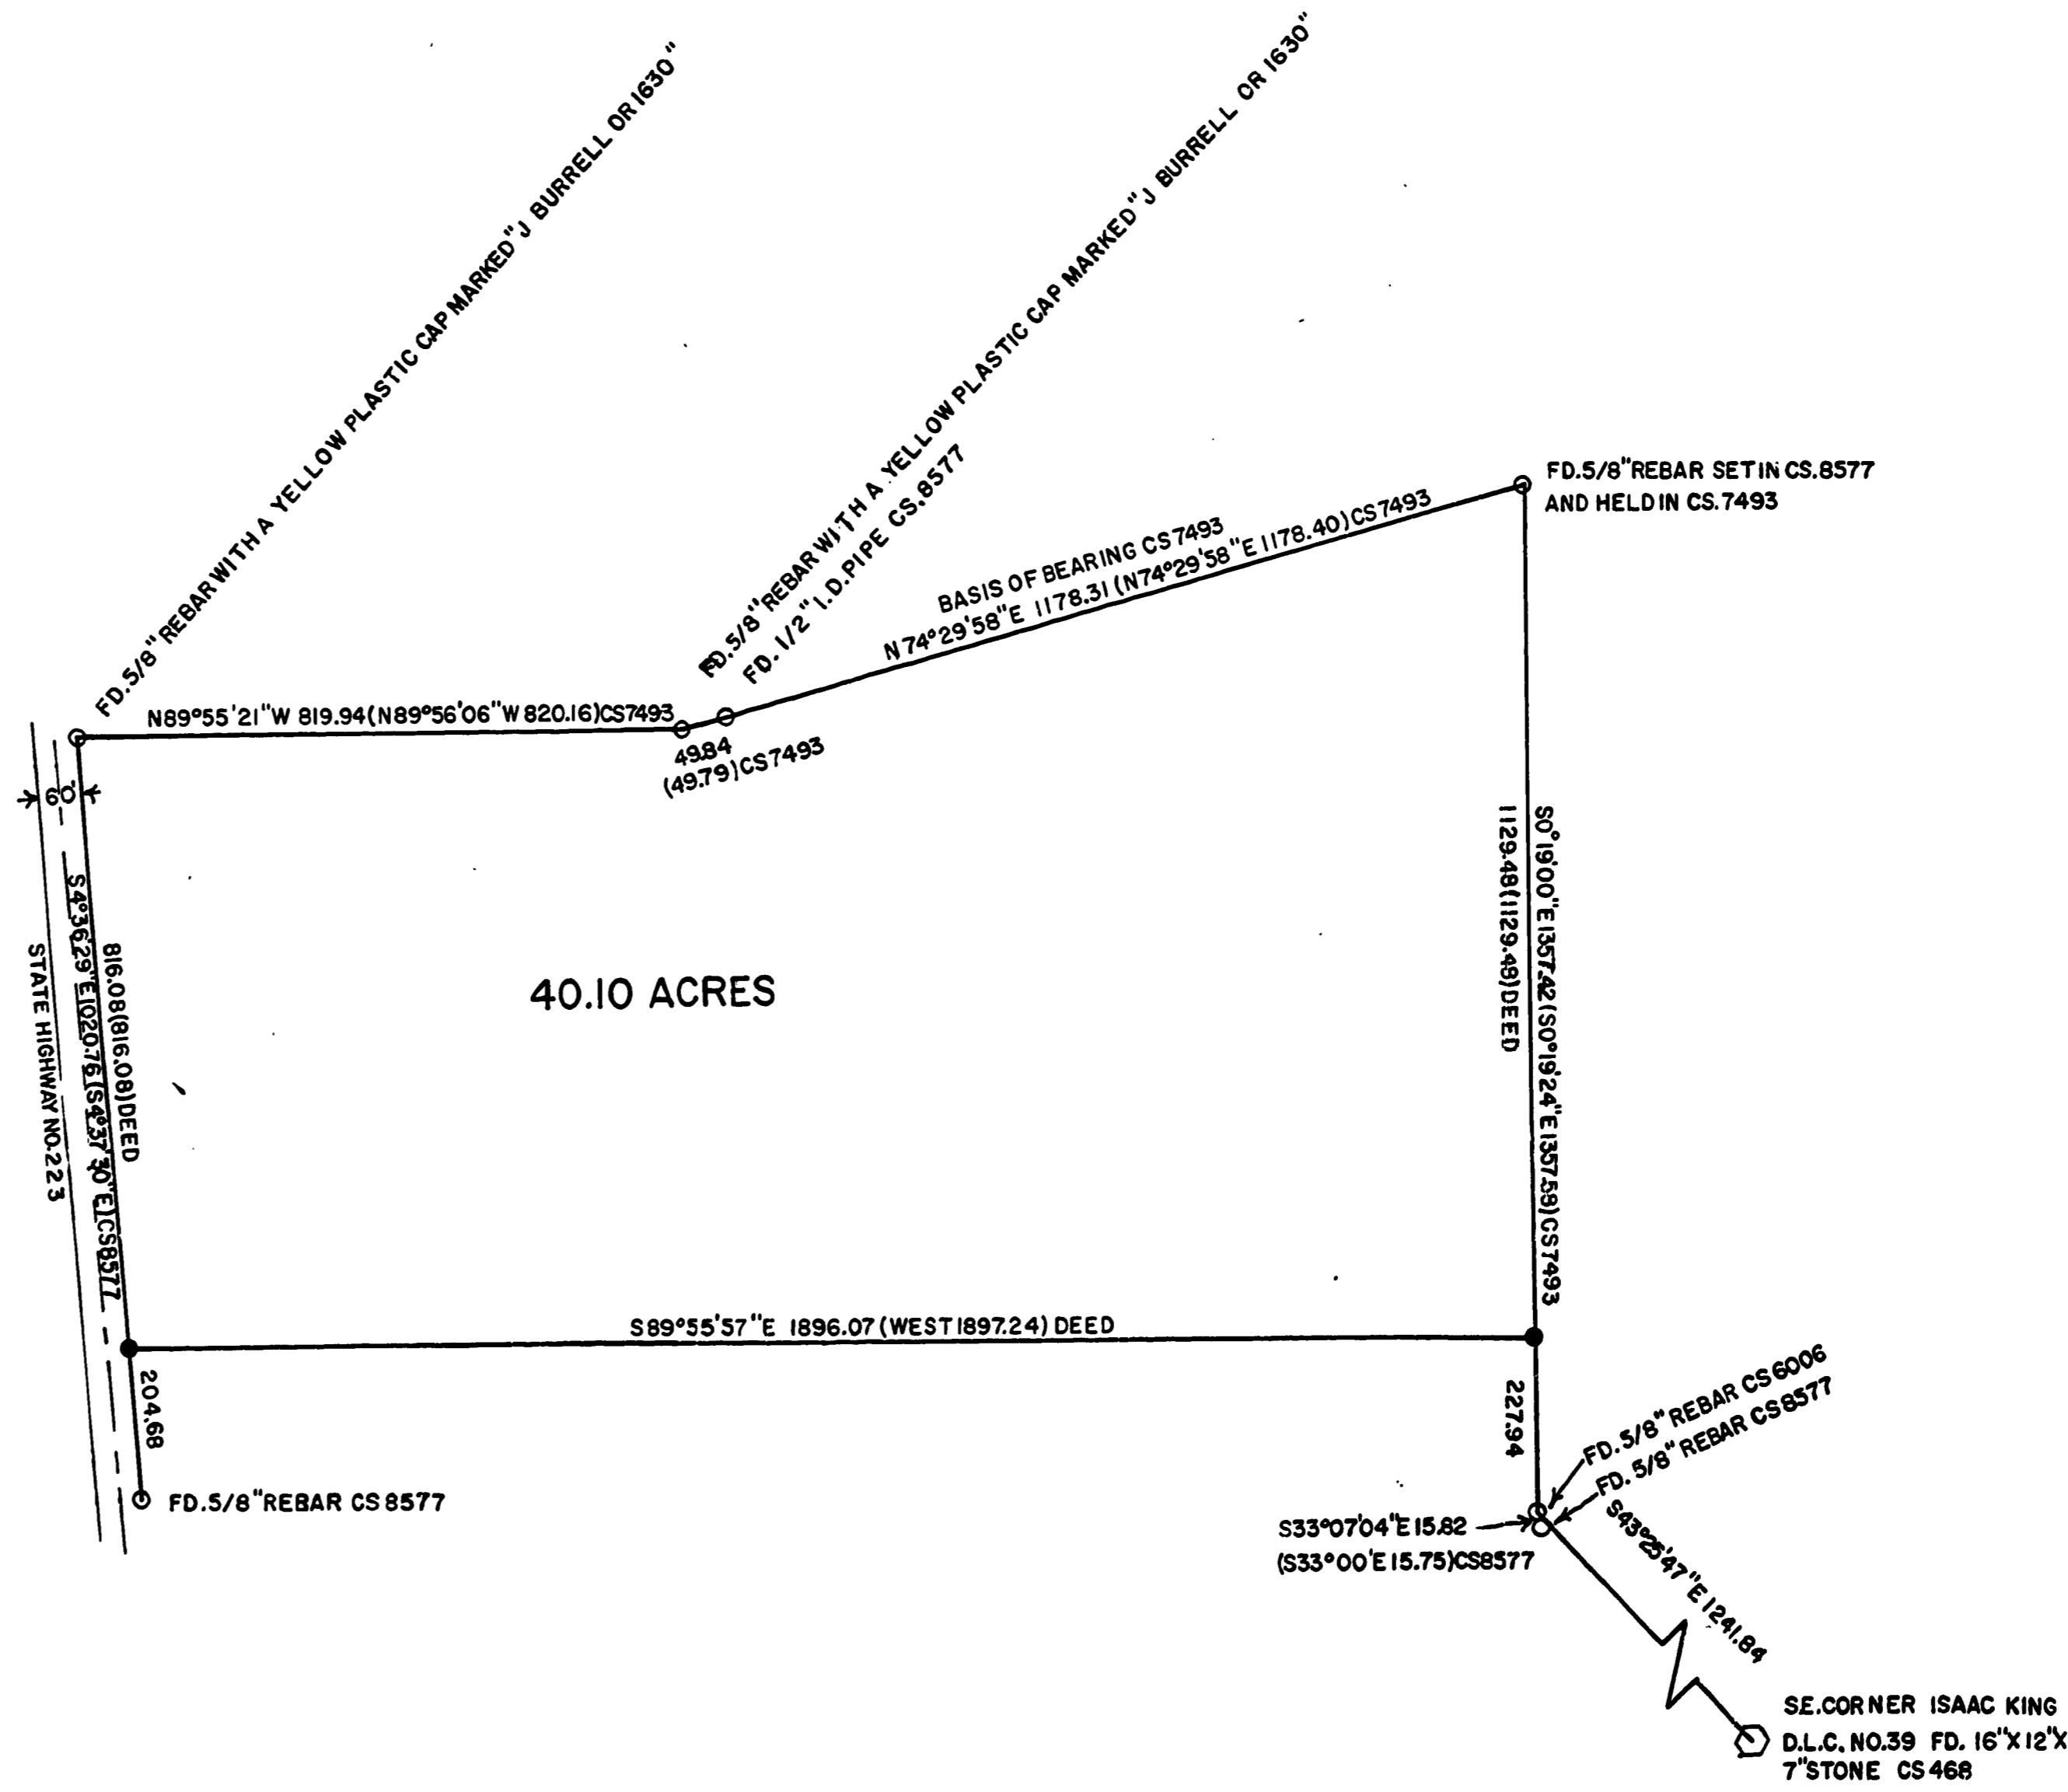 FD.5/8"REBAR WITH A YELLOW PLASTIC CAP MARKED"J BURRELL OR 1630"
FD.5/8"REBAR WITH A YELLOW PLASTIC CAP MARKED"J BURRELL OR 1630"
FD. 1/2" I.D.PIPE CS.8577
FD.5/8"REBAR SET IN CS.8577
AND HELD IN CS.7493
BASIS OF BEARING CS7493
N74°29'58"E 1178.31 (N74°29'58"E 1178.40)CS7493
N89°55'21"W 819.94(N89°56'06"W 820.16)CS7493
49.84
(49.79)CS7493
60'
S4°36'29"E 1020.76(S4°37'30"E)CS8577
816.08(816.08)DEED
STATE HIGHWAY NO.223
40.10 ACRES
S0°19'00"E 1357.42(S0°19'24"E 1357.58)CS7493
1129.48(1129.48)DEED
S89°55'57"E 1896.07 (WEST 1897.24) DEED
204.68
227.94
FD.5/8"REBAR CS 8577
FD. 5/8" REBAR CS 6006
FD. 5/8" REBAR CS 8577
S33°07'04"E 15.82
(S33°00'E 15.75)CS8577
S43°25'47"E 1241.84
SE.CORNER ISAAC KING
D.L.C. NO.39 FD. 16"X12"X
7"STONE CS 468